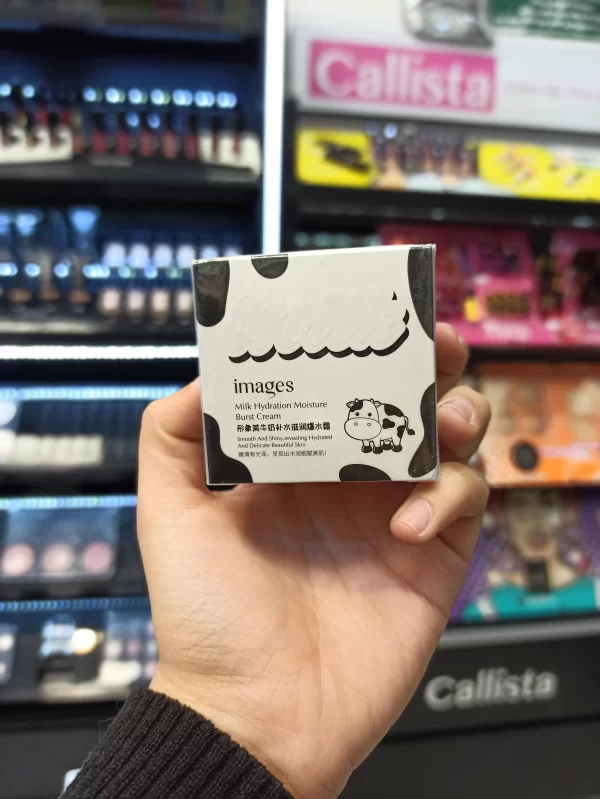 Callista
images
Milk Hydration Moisture
Burst Cream
形象美牛奶补水滋润爆水霜
Smooth And Shiny,revealing Hydrated
And Delicate Beautiful Skin
嫩滑有光泽，呈现出水润细腻美肌!
Callista